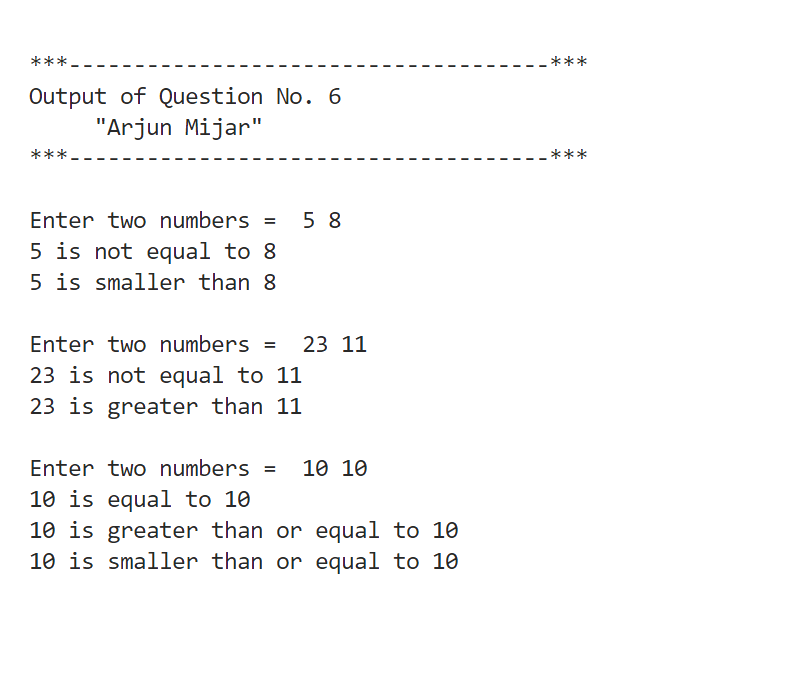 ***-------------------------------------***
Output of Question No. 6
"Arjun Mijar"
***-------------------------------------***
Enter two numbers =  5 8
5 is not equal to 8
5 is smaller than 8
Enter two numbers =  23 11
23 is not equal to 11
23 is greater than 11
Enter two numbers =  10 10
10 is equal to 10
10 is greater than or equal to 10
10 is smaller than or equal to 10